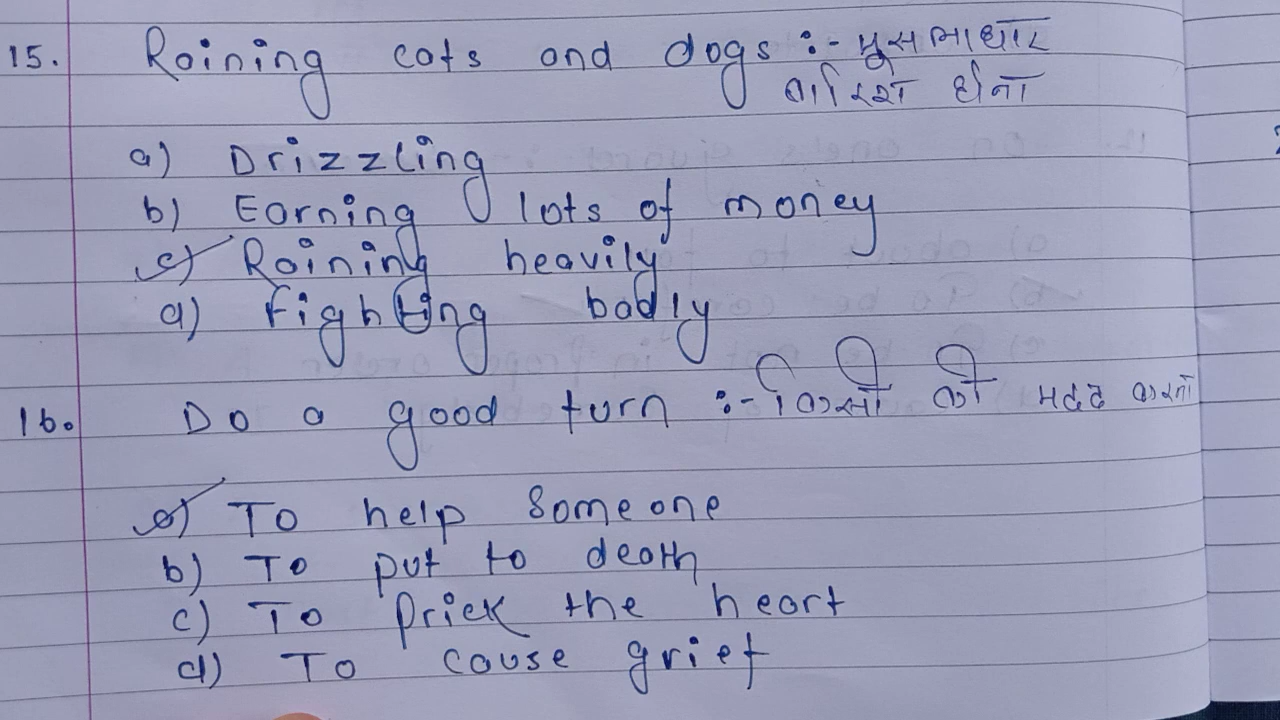 15. Raining cats and dogs :- मुसलाधार
बारिश होना
a) Drizzling
b) Earning lots of money
c) Raining heavily
d) Fighting badly
16. Do a good turn :- किसी की मदद करना
a) To help someone
b) To put to death
c) To prick the heart
d) To cause grief